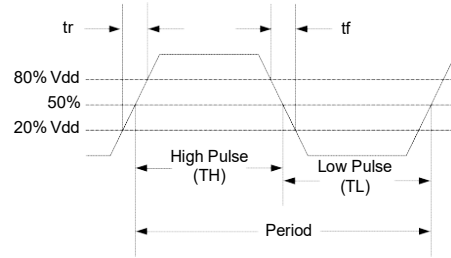 tr
tf
80% Vdd
50%
20% Vdd
High Pulse
(TH)
Low Pulse
(TL)
Period